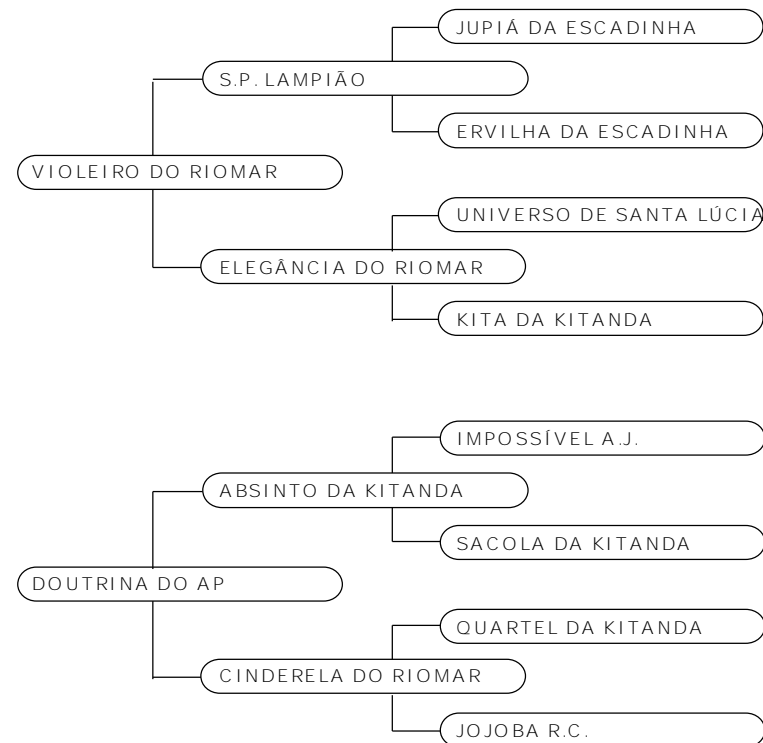 JUPIÁ DA ESCADINHA
S.P. LAMPIÃO
ERVILHA DA ESCADINHA
VIOLEIRO DO RIOMAR
UNIVERSO DE SANTA LÚCIA
ELEGÂNCIA DO RIOMAR
KITA DA KITANDA
IMPOSSÍVEL A.J.
ABSINTO DA KITANDA
SACOLA DA KITANDA
DOUTRINA DO AP
QUARTEL DA KITANDA
CINDERELA DO RIOMAR
JOJOBA R.C.